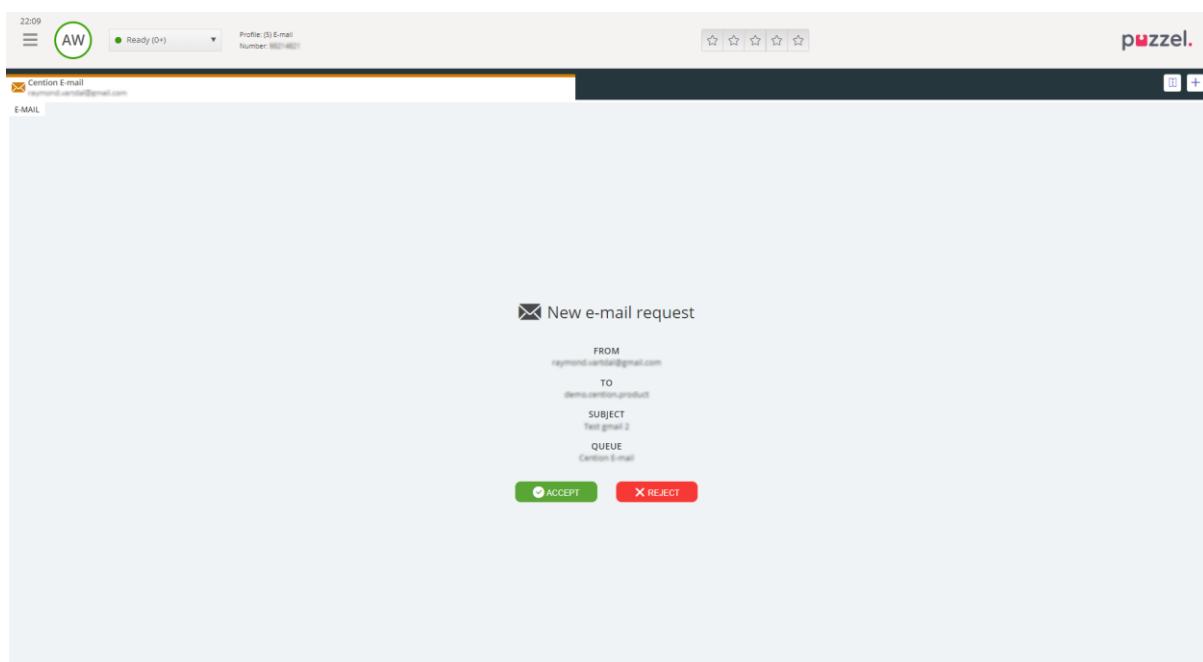 22:09
AW
Ready (0+)
Profile: (5) E-mail
Number:
puzzel.
Cention E-mail
raymond.vartdal@gmail.com
E-MAIL
New e-mail request
FROM
raymond.vartdal@gmail.com
TO
demo.cention.product
SUBJECT
Test gmail 2
QUEUE
Cention E-mail
ACCEPT
REJECT